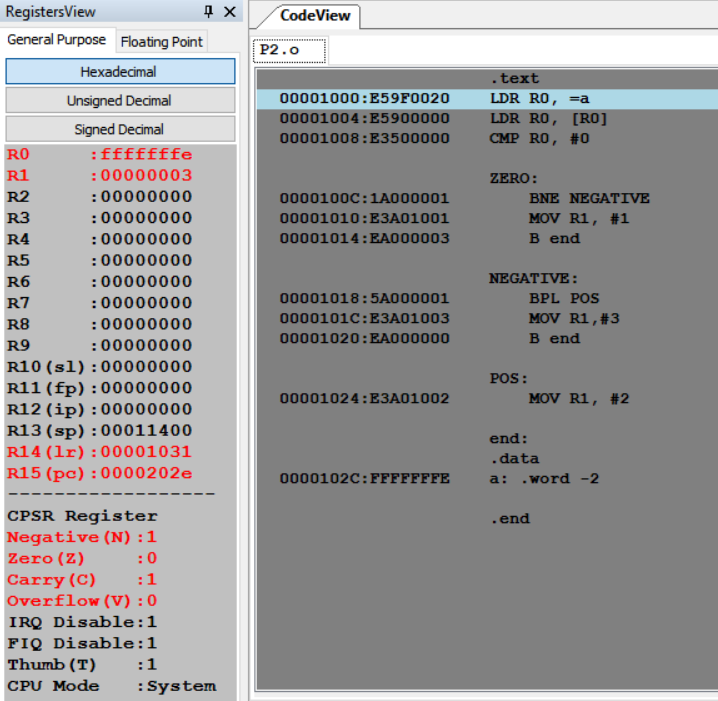 RegistersView
General Purpose Floating Point
Hexadecimal
Unsigned Decimal
Signed Decimal
R0 :fffffffe
R1 :00000003
R2 :00000000
R3 :00000000
R4 :00000000
R5 :00000000
R6 :00000000
R7 :00000000
R8 :00000000
R9 :00000000
R10(sl):00000000
R11(fp):00000000
R12(ip):00000000
R13(sp):00011400
R14(lr):00001031
R15(pc):0000202e
------------------
CPSR Register
Negative(N):1
Zero(Z) :0
Carry(C) :1
Overflow(V):0
IRQ Disable:1
FIQ Disable:1
Thumb(T) :1
CPU Mode :System
CodeView
P2.o
.text
00001000:E59F0020 LDR R0, =a
00001004:E5900000 LDR R0, [R0]
00001008:E3500000 CMP R0, #0
ZERO:
0000100C:1A000001 BNE NEGATIVE
00001010:E3A01001 MOV R1, #1
00001014:EA000003 B end
NEGATIVE:
00001018:5A000001 BPL POS
0000101C:E3A01003 MOV R1,#3
00001020:EA000000 B end
POS:
00001024:E3A01002 MOV R1, #2
end:
.data
0000102C:FFFFFFFE a: .word -2
.end